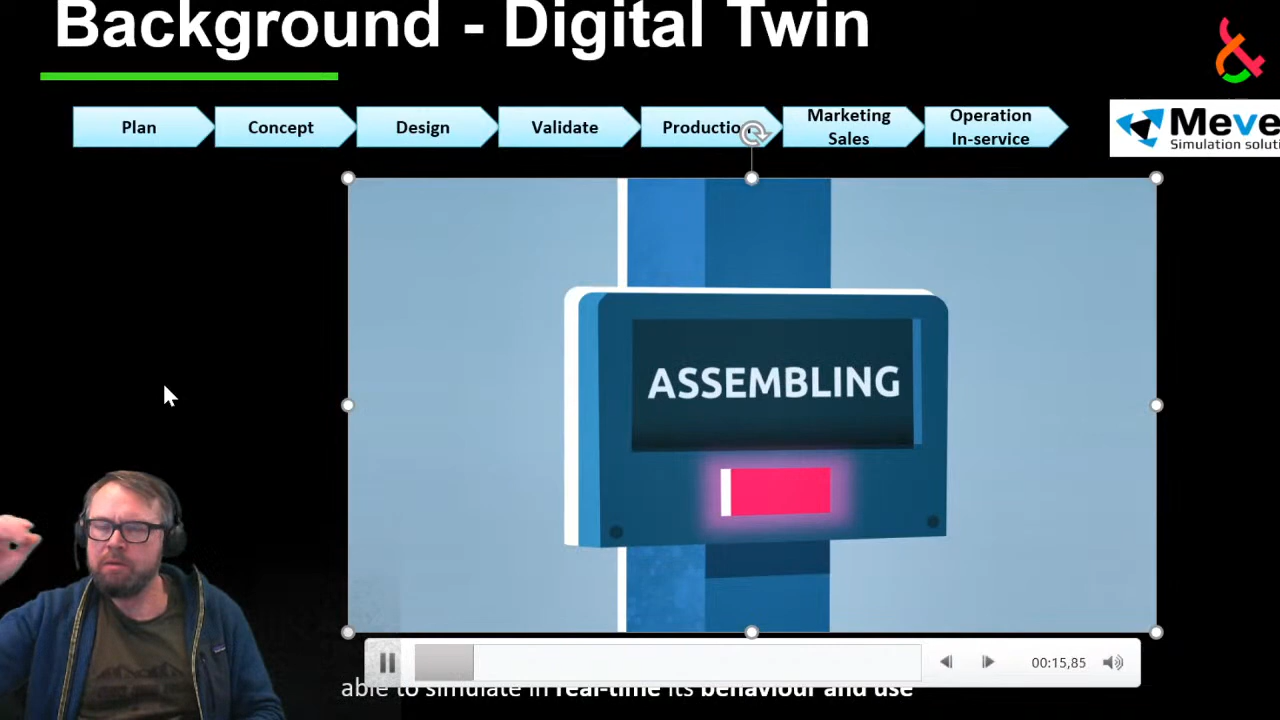 Background - Digital Twin
Plan
Concept
Design
Validate
Production
Marketing
Sales
Operation
In-service
Meve
Simulation soluti
ASSEMBLING
00:15,85
able to simulate in real-time its behaviour and use